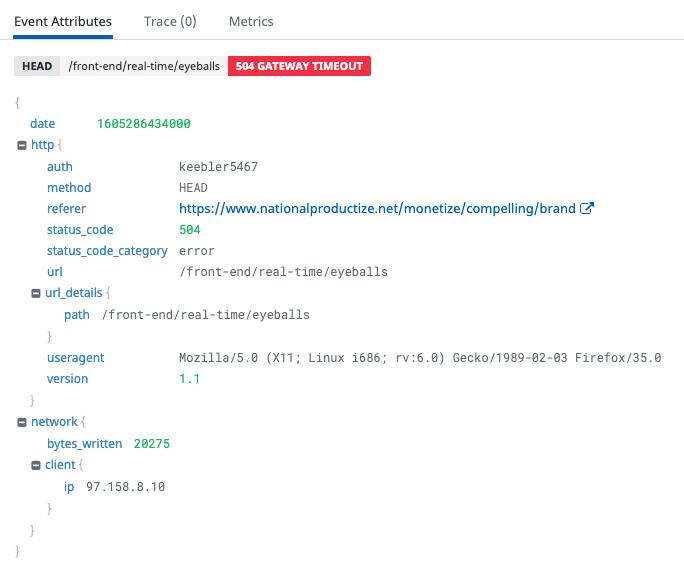 Event Attributes Trace (0) Metrics
HEAD /front-end/real-time/eyeballs 504 GATEWAY TIMEOUT
{
date 1605286434000
http {
auth keebler5467
method HEAD
referer https://www.nationalproductize.net/monetize/compelling/brand
status_code 504
status_code_category error
url /front-end/real-time/eyeballs
url_details {
path /front-end/real-time/eyeballs
}
useragent Mozilla/5.0 (X11; Linux i686; rv:6.0) Gecko/1989-02-03 Firefox/35.0
version 1.1
}
network {
bytes_written 20275
client {
ip 97.158.8.10
}
}
}